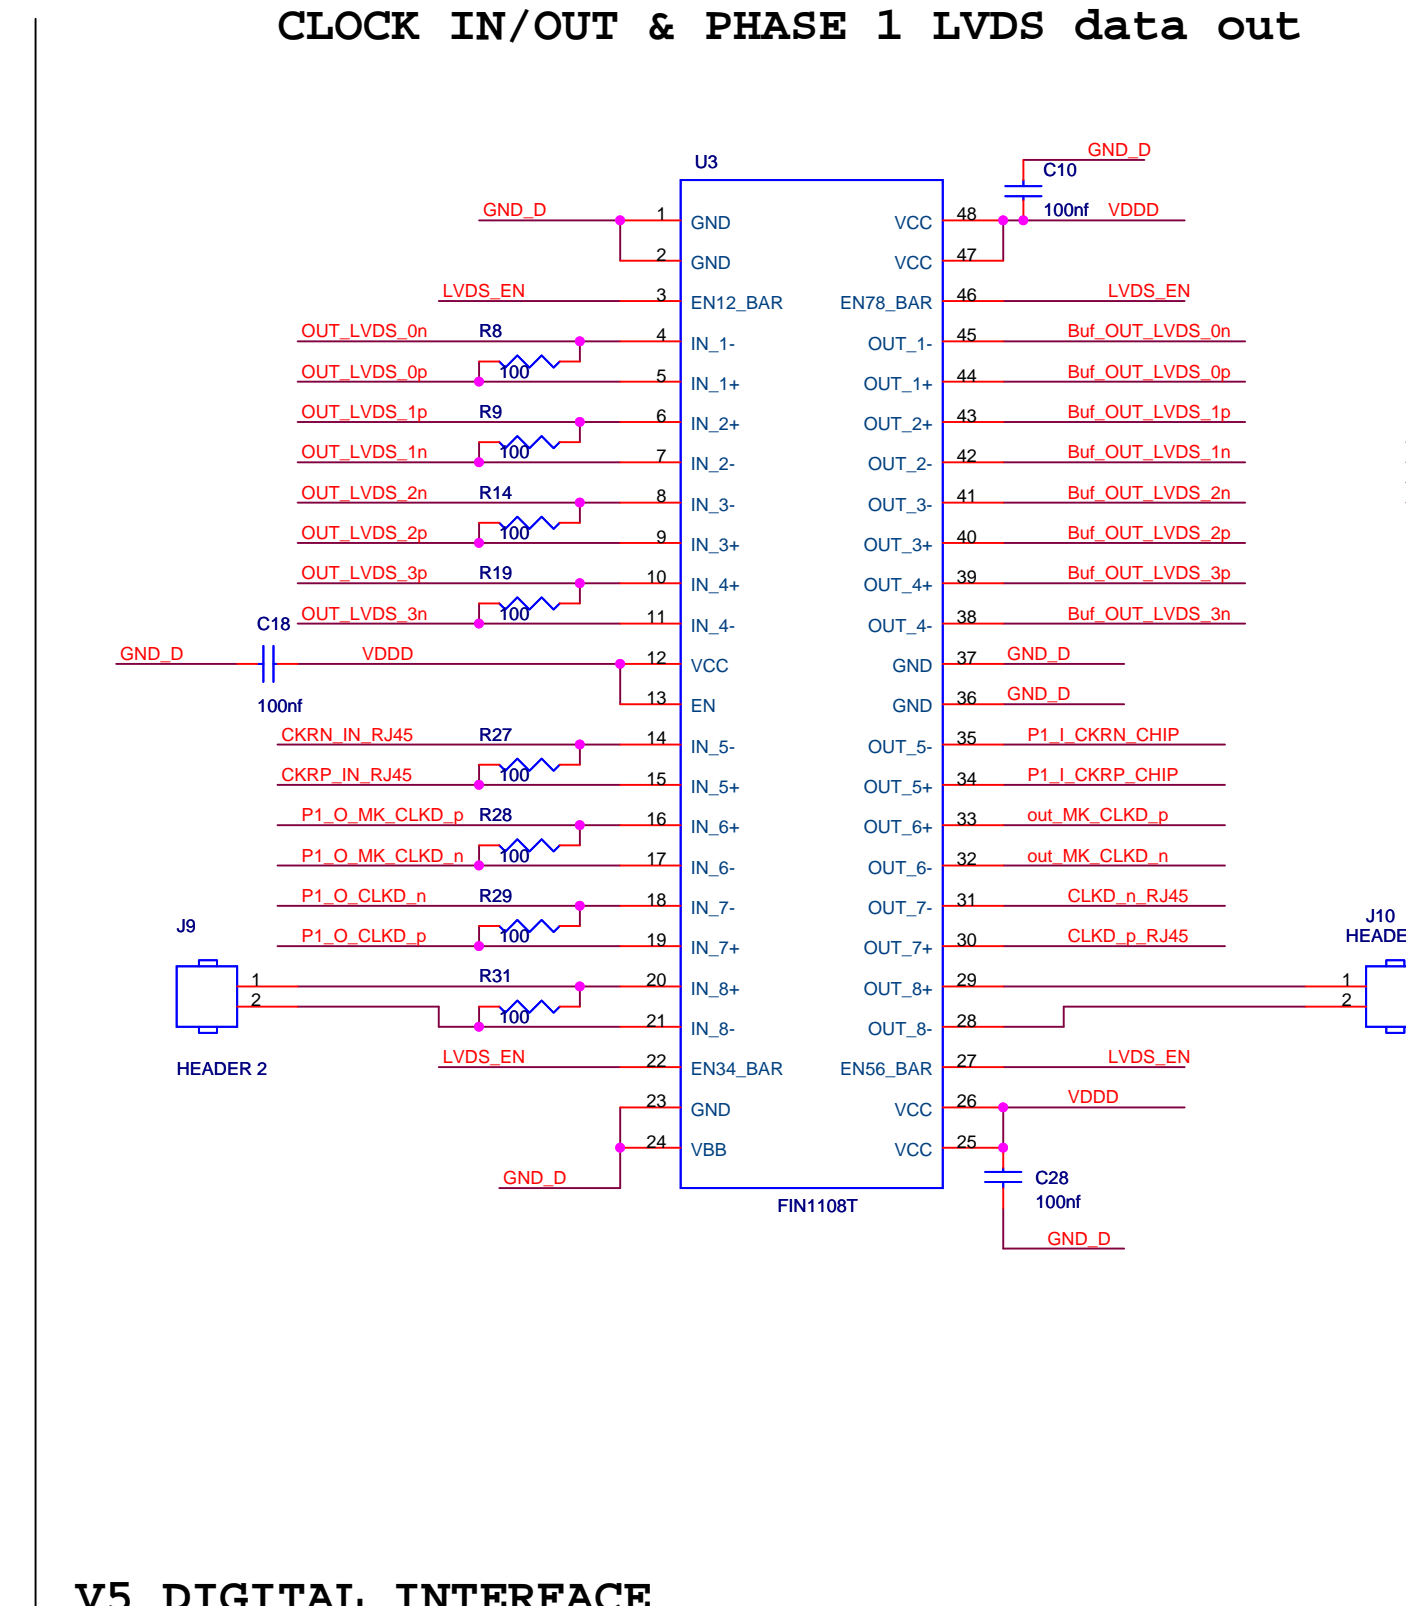 CLOCK IN/OUT & PHASE 1 LVDS data out
GND_D
U3
C10
100nf
VDDD
GND_D
1
GND
VCC
48
2
GND
VCC
47
LVDS_EN
3
EN12_BAR
EN78_BAR
46
LVDS_EN
OUT_LVDS_0n
R8
4
IN_1-
OUT_1-
45
Buf_OUT_LVDS_0n
100
OUT_LVDS_0p
5
IN_1+
OUT_1+
44
Buf_OUT_LVDS_0p
OUT_LVDS_1p
R9
6
IN_2+
OUT_2+
43
Buf_OUT_LVDS_1p
100
OUT_LVDS_1n
7
IN_2-
OUT_2-
42
Buf_OUT_LVDS_1n
OUT_LVDS_2n
R14
8
IN_3-
OUT_3-
41
Buf_OUT_LVDS_2n
100
OUT_LVDS_2p
9
IN_3+
OUT_3+
40
Buf_OUT_LVDS_2p
OUT_LVDS_3p
R19
10
IN_4+
OUT_4+
39
Buf_OUT_LVDS_3p
100
OUT_LVDS_3n
11
IN_4-
OUT_4-
38
Buf_OUT_LVDS_3n
C18
100nf
GND_D
VDDD
12
VCC
GND
37
GND_D
13
EN
GND
36
GND_D
CKRN_IN_RJ45
R27
14
IN_5-
OUT_5-
35
P1_I_CKRN_CHIP
100
CKRP_IN_RJ45
15
IN_5+
OUT_5+
34
P1_I_CKRP_CHIP
P1_O_MK_CLKD_p
R28
16
IN_6+
OUT_6+
33
out_MK_CLKD_p
100
P1_O_MK_CLKD_n
17
IN_6-
OUT_6-
32
out_MK_CLKD_n
P1_O_CLKD_n
R29
18
IN_7-
OUT_7-
31
CLKD_n_RJ45
100
P1_O_CLKD_p
19
IN_7+
OUT_7+
30
CLKD_p_RJ45
J9
1
2
HEADER 2
R31
100
20
IN_8+
OUT_8+
29
21
IN_8-
OUT_8-
28
J10
HEADE
1
2
LVDS_EN
22
EN34_BAR
EN56_BAR
27
LVDS_EN
23
GND
VCC
26
VDDD
24
VBB
VCC
25
GND_D
FIN1108T
C28
100nf
GND_D
V5 DIGITAL INTERFACE